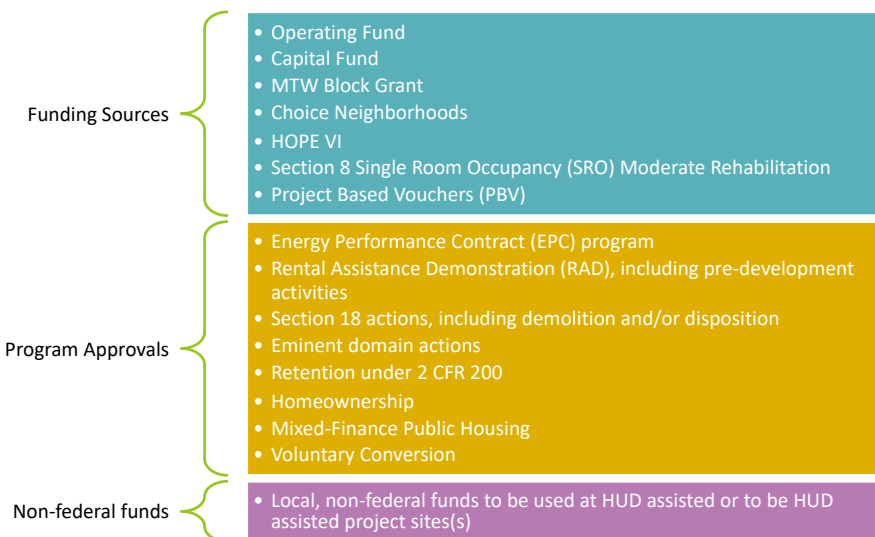 Funding Sources
• Operating Fund
• Capital Fund
• MTW Block Grant
• Choice Neighborhoods
• HOPE VI
• Section 8 Single Room Occupancy (SRO) Moderate Rehabilitation
• Project Based Vouchers (PBV)
Program Approvals
• Energy Performance Contract (EPC) program
• Rental Assistance Demonstration (RAD), including pre-development
activities
• Section 18 actions, including demolition and/or disposition
• Eminent domain actions
• Retention under 2 CFR 200
• Homeownership
• Mixed-Finance Public Housing
• Voluntary Conversion
Non-federal funds
• Local, non-federal funds to be used at HUD assisted or to be HUD
assisted project sites(s)